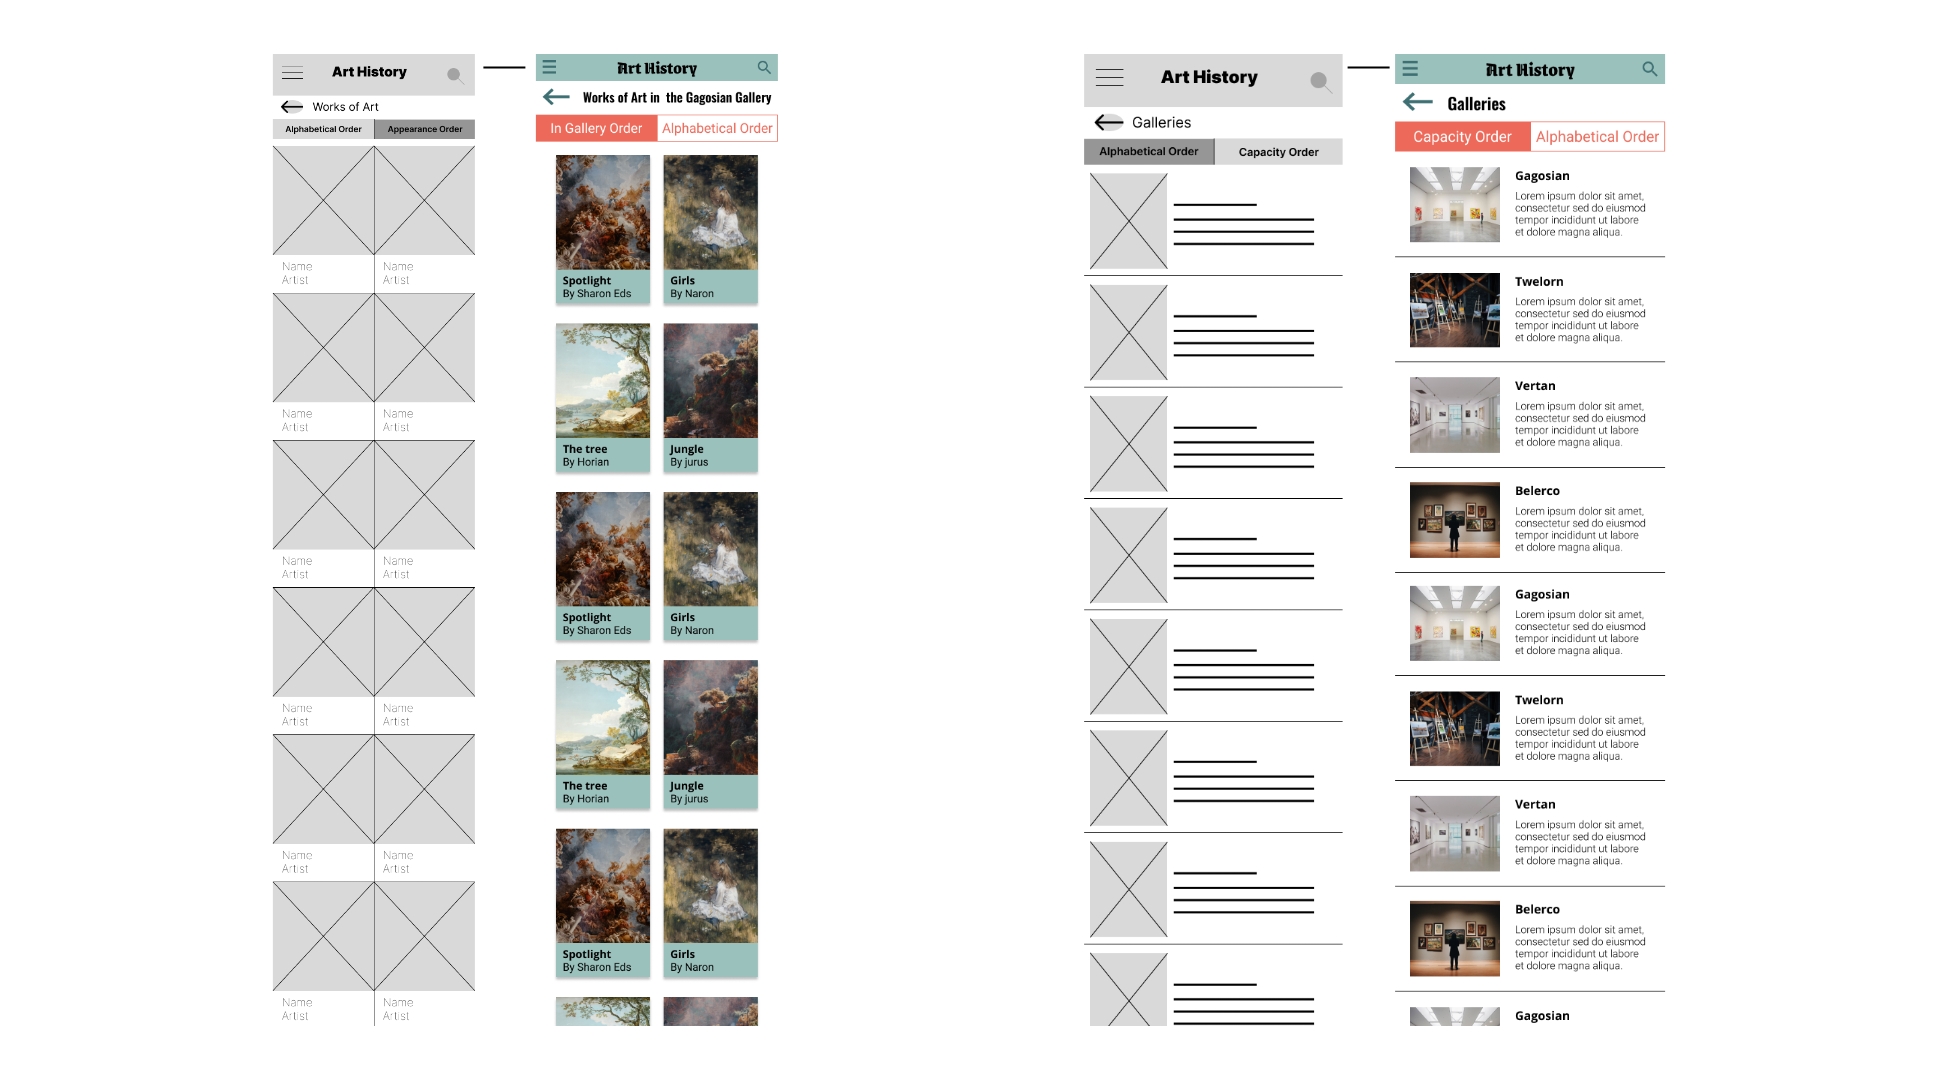 Art History
Works of Art
Alphabetical Order
Appearance Order
Name
Artist
Name
Artist
Name
Artist
Name
Artist
Name
Artist
Name
Artist
Name
Artist
Name
Artist
Name
Artist
Name
Artist
Name
Artist
Name
Artist
Art History
Works of Art in the Gagosian Gallery
In Gallery Order
Alphabetical Order
Spotlight
By Sharon Eds
Girls
By Naron
The tree
By Horian
Jungle
By jurus
Spotlight
By Sharon Eds
Girls
By Naron
The tree
By Horian
Jungle
By jurus
Spotlight
By Sharon Eds
Girls
By Naron
Art History
Galleries
Alphabetical Order
Capacity Order
Art History
Galleries
Capacity Order
Alphabetical Order
Gagosian
Lorem ipsum dolor sit amet,
consectetur sed do eiusmod
tempor incididunt ut labore
et dolore magna aliqua.
Twelorn
Lorem ipsum dolor sit amet,
consectetur sed do eiusmod
tempor incididunt ut labore
et dolore magna aliqua.
Vertan
Lorem ipsum dolor sit amet,
consectetur sed do eiusmod
tempor incididunt ut labore
et dolore magna aliqua.
Belerco
Lorem ipsum dolor sit amet,
consectetur sed do eiusmod
tempor incididunt ut labore
et dolore magna aliqua.
Gagosian
Lorem ipsum dolor sit amet,
consectetur sed do eiusmod
tempor incididunt ut labore
et dolore magna aliqua.
Twelorn
Lorem ipsum dolor sit amet,
consectetur sed do eiusmod
tempor incididunt ut labore
et dolore magna aliqua.
Vertan
Lorem ipsum dolor sit amet,
consectetur sed do eiusmod
tempor incididunt ut labore
et dolore magna aliqua.
Belerco
Lorem ipsum dolor sit amet,
consectetur sed do eiusmod
tempor incididunt ut labore
et dolore magna aliqua.
Gagosian